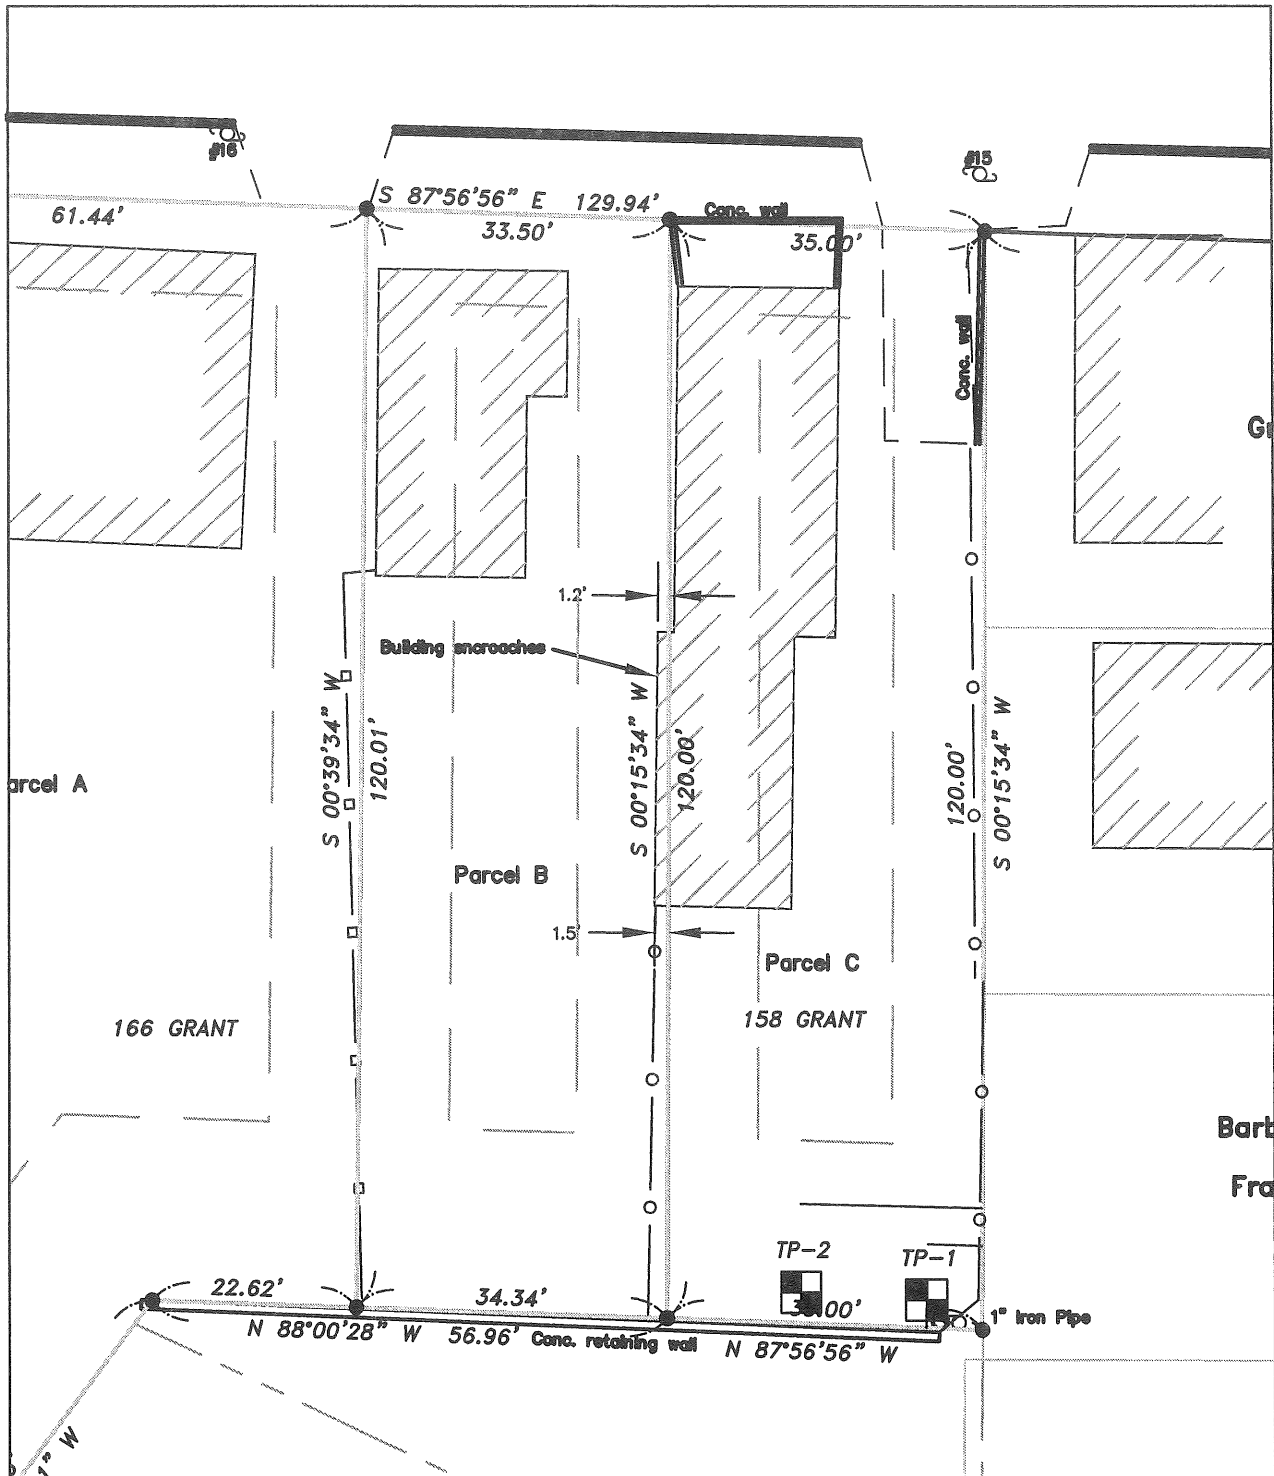 #16
#15
S 87°56'56" E 129.94'
61.44'
33.50'
Conc. wall
35.00'
Conc. wall
1.2'
Building encroaches
S 00°39'34" W
120.01'
S 00°15'34" W
120.00'
120.00'
S 00°15'34" W
Parcel B
1.5'
Parcel C
166 GRANT
158 GRANT
TP-2
TP-1
22.62'
34.34'
1" Iron Pipe
N 88°00'28" W 56.96' Conc. retaining wall N 87°56'56" W